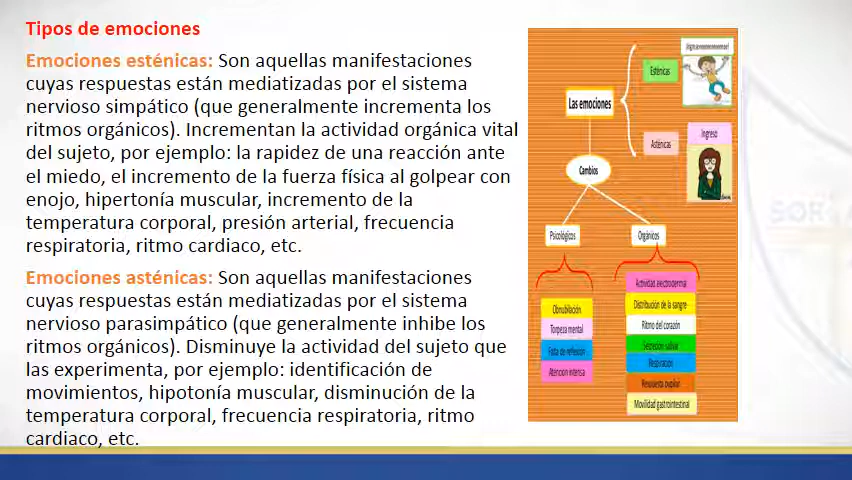 Tipos de emociones
Emociones esténicas: Son aquellas manifestaciones
cuyas respuestas están mediatizadas por el sistema
nervioso simpático (que generalmente incrementa los
ritmos orgánicos). Incrementan la actividad orgánica vital
del sujeto, por ejemplo: la rapidez de una reacción ante
el miedo, el incremento de la fuerza física al golpear con
enojo, hipertonía muscular, incremento de la
temperatura corporal, presión arterial, frecuencia
respiratoria, ritmo cardiaco, etc.
Emociones asténicas: Son aquellas manifestaciones
cuyas respuestas están mediatizadas por el sistema
nervioso parasimpático (que generalmente inhibe los
ritmos orgánicos). Disminuye la actividad del sujeto que
las experimenta, por ejemplo: identificación de
movimientos, hipotonía muscular, disminución de la
temperatura corporal, frecuencia respiratoria, ritmo
cardiaco, etc.
Las emociones
Esténicas
Asténicas
Ingreso
Cambios
Psicológicos
Orgánicos
Obnubilación
Torpeza mental
Falta de reflexión
Atención intensa
Actividad electrodermal
Distribución de la sangre
Ritmo del corazón
Secreción salivar
Respiración
Respuesta pupilar
Movilidad gastrointestinal